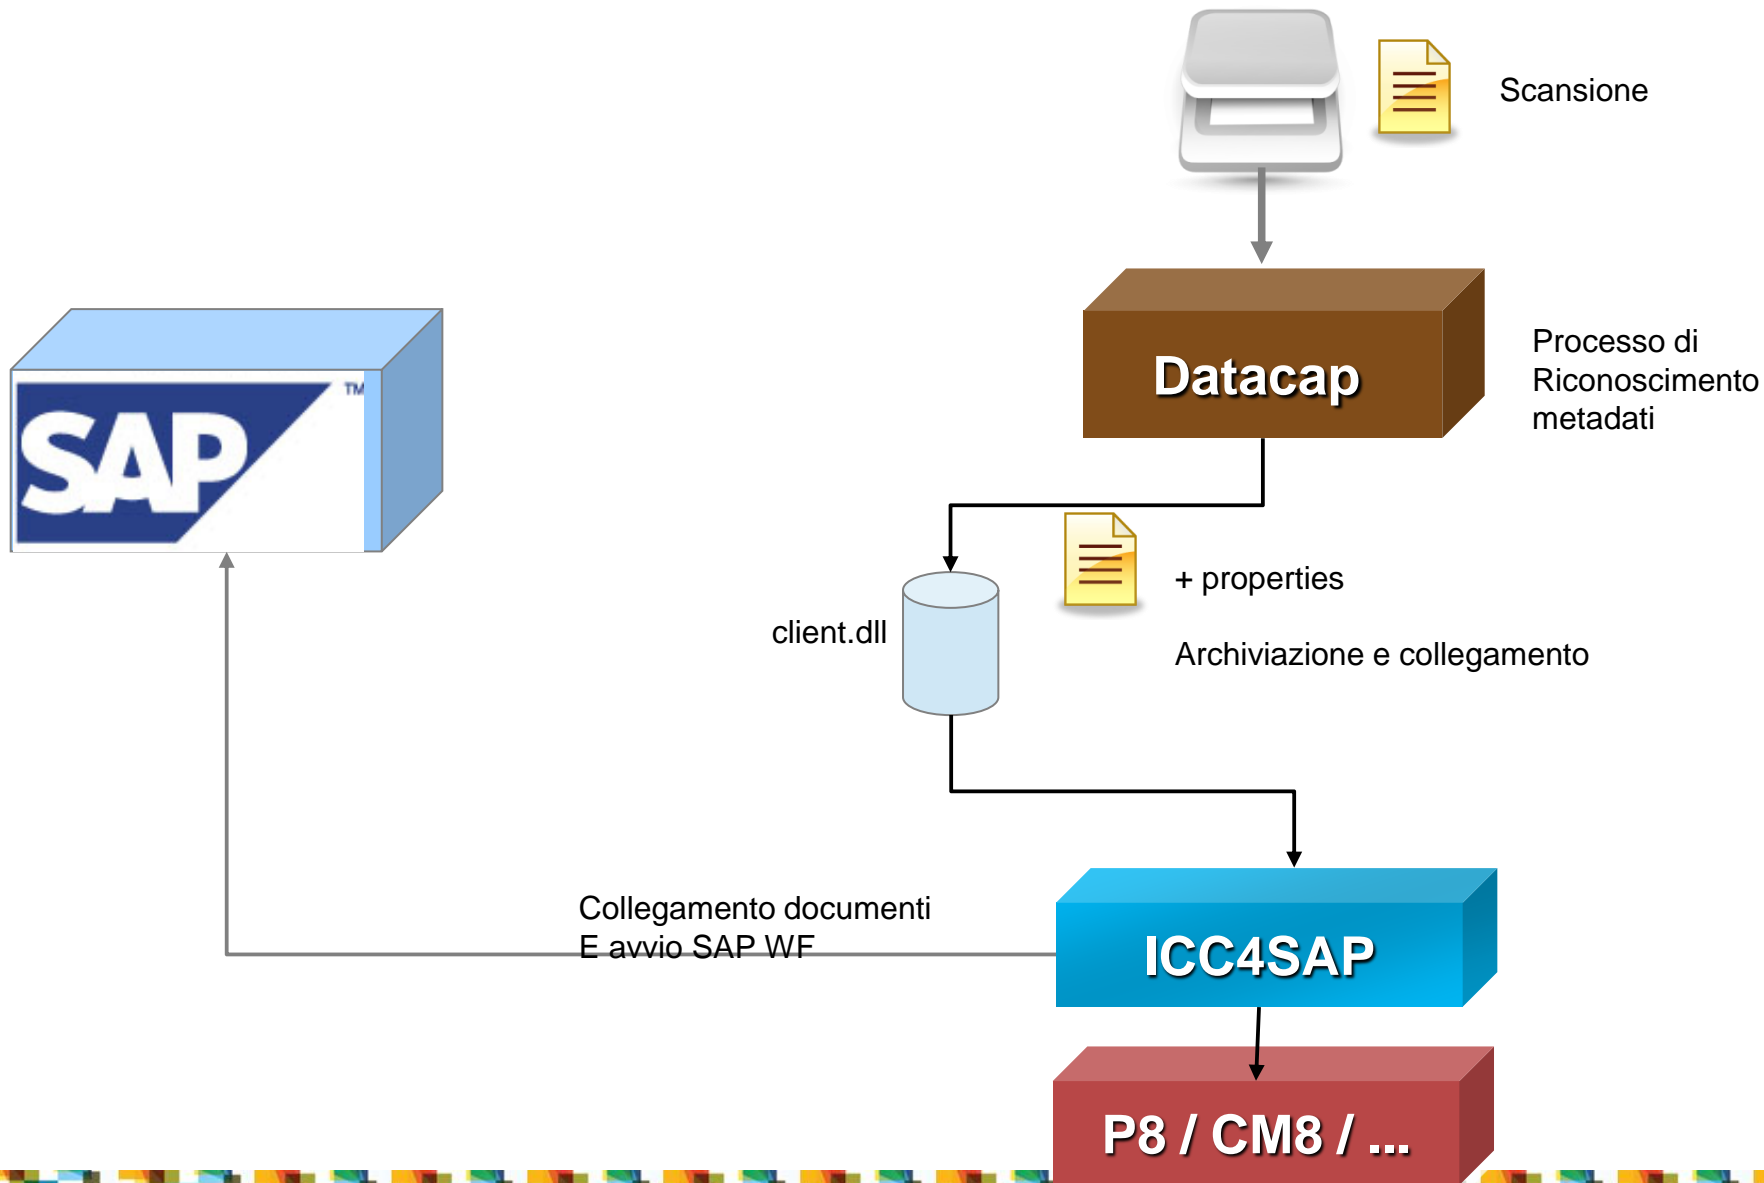 Scansione
Datacap
Processo di
Riconoscimento
metadati
SAP
TM
+ properties
client.dll
Archiviazione e collegamento
Collegamento documenti
E avvio SAP WF
ICC4SAP
P8 / CM8 / ...